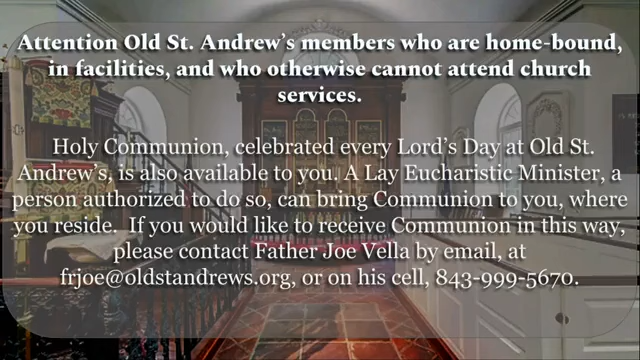 Attention Old St. Andrew's members who are home-bound,
in facilities, and who otherwise cannot attend church
services.
Holy Communion, celebrated every Lord's Day at Old St.
Andrew's, is also available to you. A Lay Eucharistic Minister, a
person authorized to do so, can bring Communion to you, where
you reside.  If you would like to receive Communion in this way,
please contact Father Joe Vella by email, at
frjoe@oldstandrews.org, or on his cell, 843-999-5670.